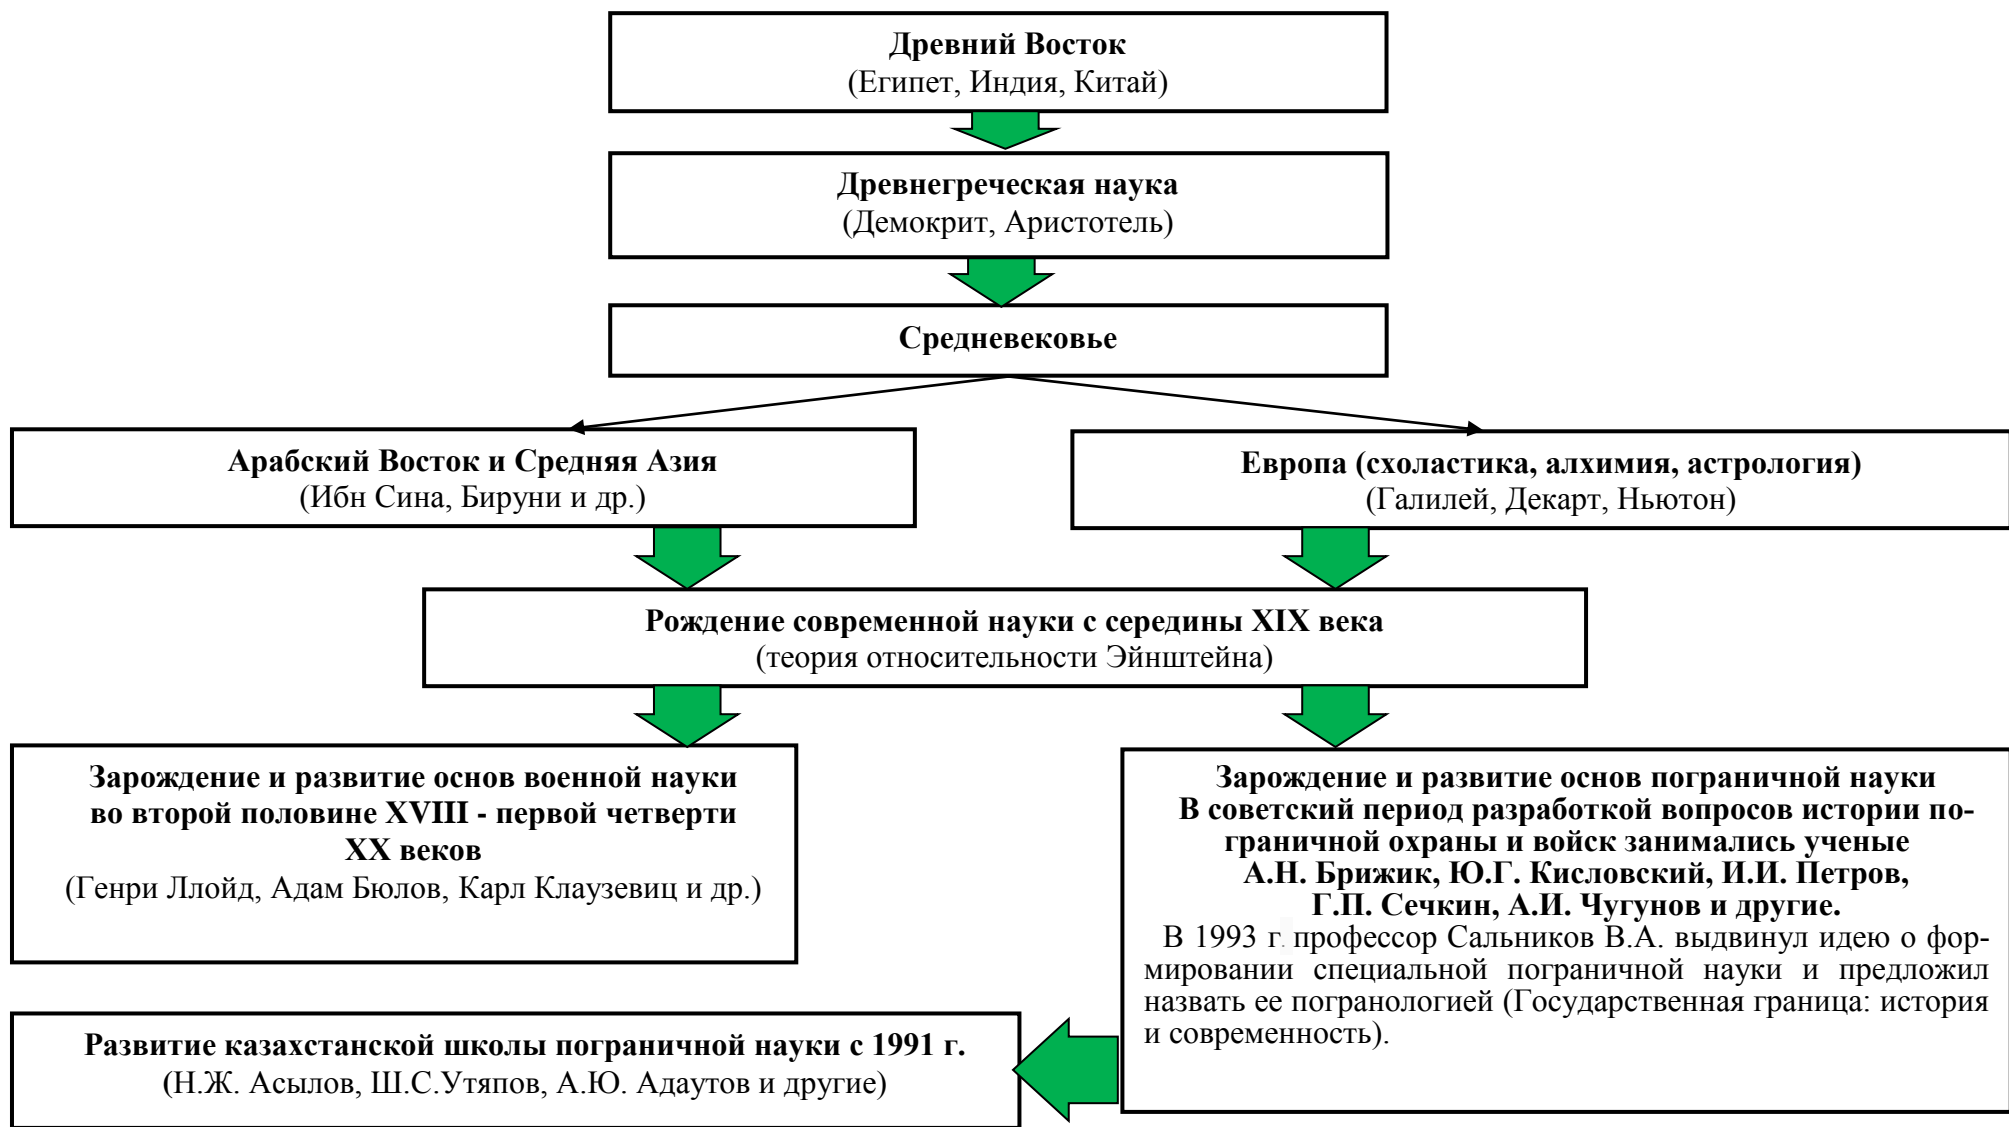 Древний Восток
(Египет, Индия, Китай)
Древнегреческая наука
(Демокрит, Аристотель)
Средневековье
Арабский Восток и Средняя Азия
(Ибн Сина, Бируни и др.)
Европа (схоластика, алхимия, астрология)
(Галилей, Декарт, Ньютон)
Рождение современной науки с середины XIX века
(теория относительности Эйнштейна)
Зарождение и развитие основ военной науки
во второй половине XVIII - первой четверти
XX веков
(Генри Ллойд, Адам Бюлов, Карл Клаузевиц и др.)
Зарождение и развитие основ пограничной науки
В советский период разработкой вопросов истории по-
граничной охраны и войск занимались ученые
А.Н. Брижик, Ю.Г. Кисловский, И.И. Петров,
Г.П. Сечкин, А.И. Чугунов и другие.
В 1993 г. профессор Сальников В.А. выдвинул идею о фор-
мировании специальной пограничной науки и предложил
назвать ее погранологией (Государственная граница: история
и современность).
Развитие казахстанской школы пограничной науки с 1991 г.
(Н.Ж. Асылов, Ш.С.Утяпов, А.Ю. Адаутов и другие)